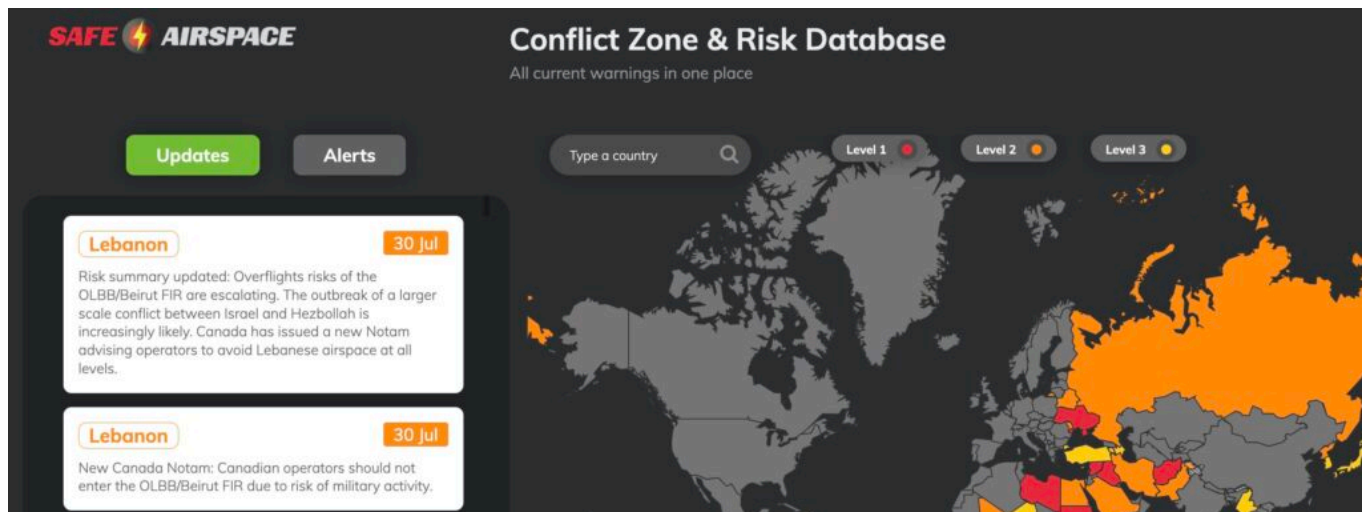 SAFE AIRSPACE
Conflict Zone & Risk Database
All current warnings in one place
Updates
Alerts
Type a country
Level 1
Level 2
Level 3
Lebanon
30 Jul
Risk summary updated: Overflights risks of the
OLBB/Beirut FIR are escalating. The outbreak of a larger
scale conflict between Israel and Hezbollah is
increasingly likely. Canada has issued a new Notam
advising operators to avoid Lebanese airspace at all
levels.
Lebanon
30 Jul
New Canada Notam: Canadian operators should not
enter the OLBB/Beirut FIR due to risk of military activity.